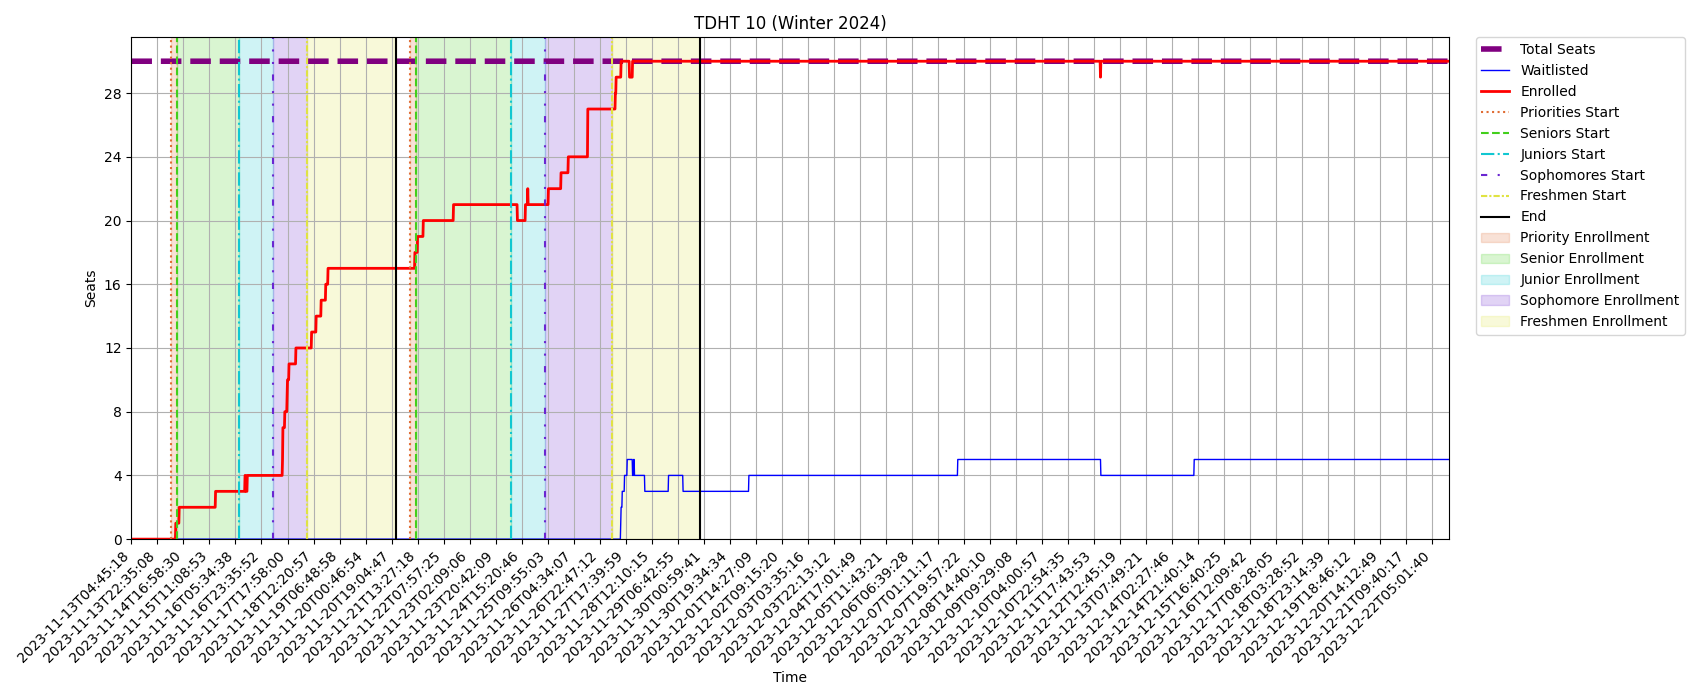 TDHT 10 (Winter 2024)
Total Seats
Waitlisted
Enrolled
Priorities Start
Seniors Start
Juniors Start
Sophomores Start
Freshmen Start
End
Priority Enrollment
Senior Enrollment
Junior Enrollment
Sophomore Enrollment
Freshmen Enrollment
Seats
28
24
20
16
12
8
4
0
2023-11-13T04:45:18
2023-11-13T22:35:08
2023-11-14T16:58:30
2023-11-15T11:08:53
2023-11-16T05:34:38
2023-11-16T23:35:52
2023-11-17T17:58:00
2023-11-18T12:20:57
2023-11-19T06:48:58
2023-11-20T00:46:54
2023-11-20T19:04:47
2023-11-21T13:27:18
2023-11-22T07:57:25
2023-11-23T02:09:06
2023-11-23T20:42:09
2023-11-24T15:20:46
2023-11-25T09:55:03
2023-11-26T04:34:07
2023-11-26T22:47:12
2023-11-27T17:39:59
2023-11-28T12:10:15
2023-11-29T06:42:55
2023-11-30T00:59:41
2023-11-30T19:34:34
2023-12-01T14:27:09
2023-12-02T09:15:20
2023-12-03T03:35:16
2023-12-03T22:13:12
2023-12-04T17:01:49
2023-12-05T11:43:21
2023-12-06T06:39:28
2023-12-07T01:11:17
2023-12-07T19:57:22
2023-12-08T14:40:10
2023-12-09T09:29:08
2023-12-10T04:00:57
2023-12-10T22:54:35
2023-12-11T17:43:53
2023-12-12T12:45:19
2023-12-13T07:49:21
2023-12-14T02:27:46
2023-12-14T21:40:14
2023-12-15T16:40:25
2023-12-16T12:09:42
2023-12-17T08:28:05
2023-12-18T03:28:52
2023-12-18T23:14:39
2023-12-19T18:46:12
2023-12-20T14:12:49
2023-12-21T09:40:17
2023-12-22T05:01:40
Time